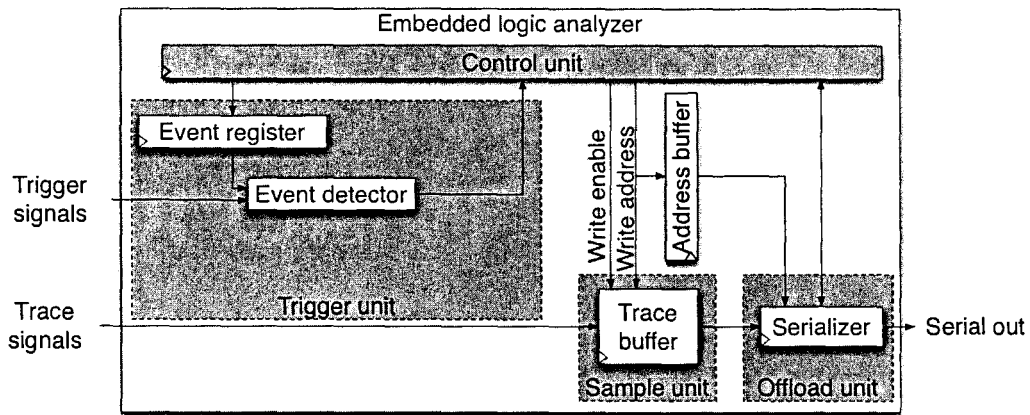 Embedded logic analyzer
Control unit
Event register
Event detector
Trigger
signals
Trigger unit
Write enable
Write address
Address buffer
Trace
signals
Trace
buffer
Sample unit
Serializer
Offload unit
Serial out